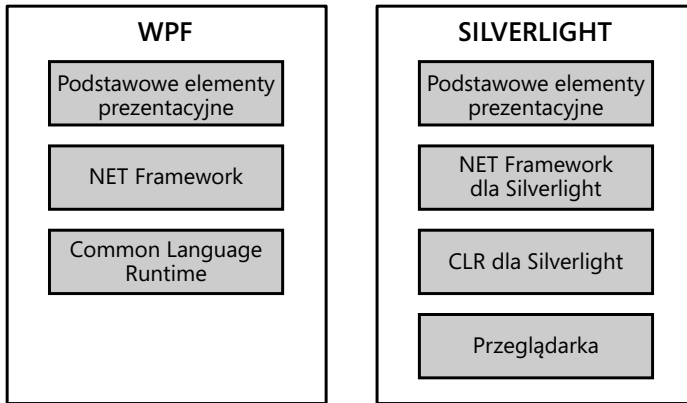 WPF
Podstawowe elementy
prezentacyjne
NET Framework
Common Language
Runtime
SILVERLIGHT
Podstawowe elementy
prezentacyjne
NET Framework
dla Silverlight
CLR dla Silverlight
Przeglądarka